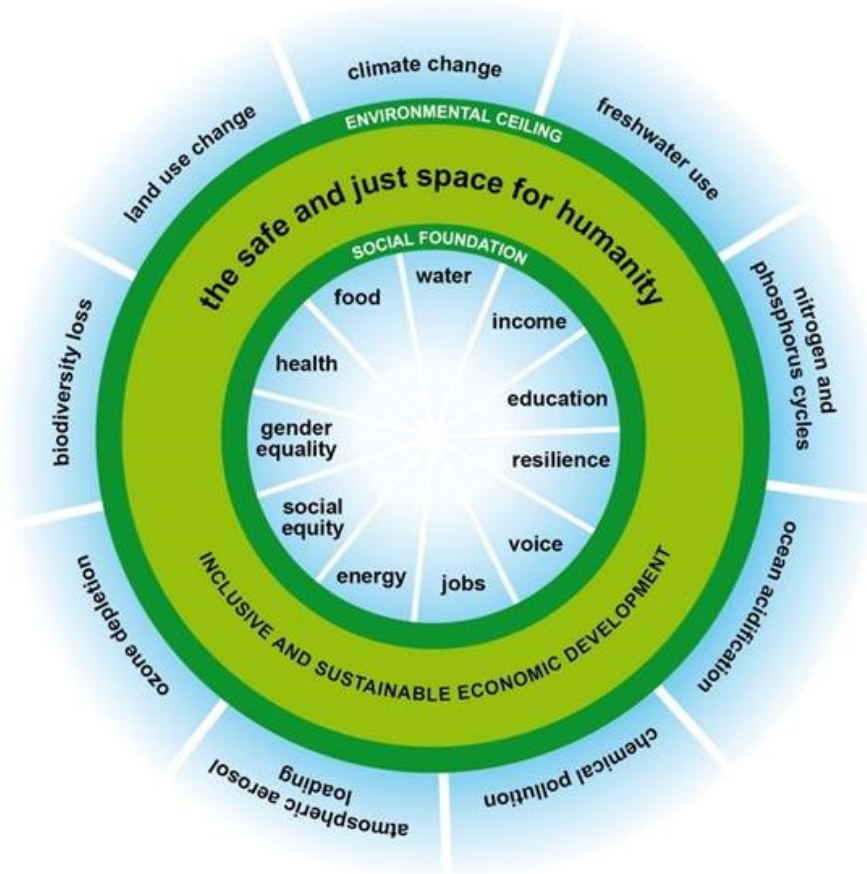 climate change
freshwater use
nitrogen and
phosphorus cycles
ocean acidification
chemical pollution
atmospheric aerosol
loading
ozone depletion
biodiversity loss
land use change
ENVIRONMENTAL CEILING
the safe and just space for humanity
SOCIAL FOUNDATION
water
income
education
resilience
voice
jobs
energy
social
equity
gender
equality
health
food
INCLUSIVE AND SUSTAINABLE ECONOMIC DEVELOPMENT